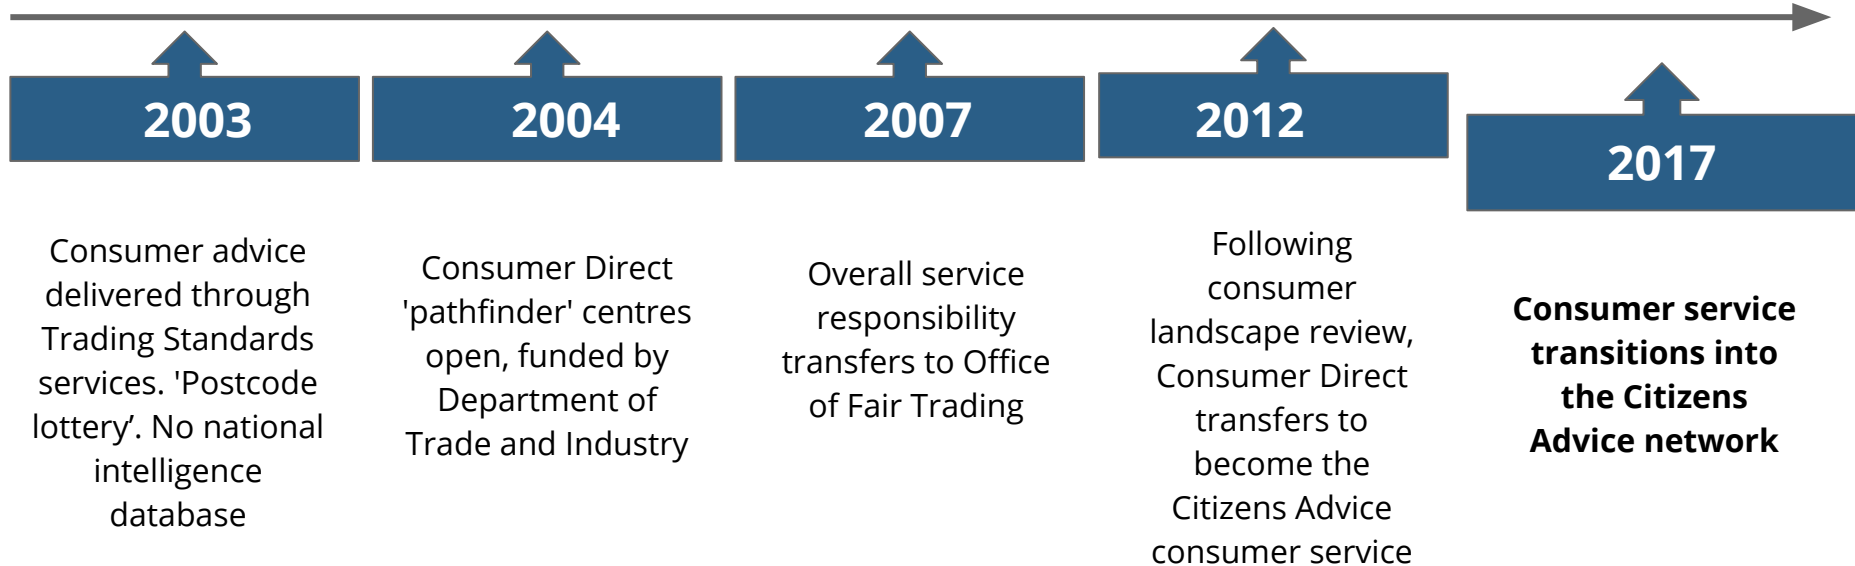 2003
Consumer advice
delivered through
Trading Standards
services. 'Postcode
lottery’. No national
intelligence
database
2004
Consumer Direct
'pathfinder' centres
open, funded by
Department of
Trade and Industry
2007
Overall service
responsibility
transfers to Office
of Fair Trading
2012
Following
consumer
landscape review,
Consumer Direct
transfers to
become the
Citizens Advice
consumer service
2017
Consumer service
transitions into
the Citizens
Advice network